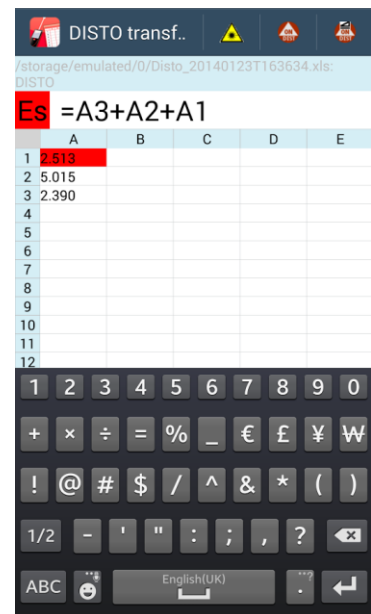 DISTO transf..
/storage/emulated/0/Disto_20140123T163634.xls:
DISTO
Es =A3+A2+A1
A B C D E
1 2.513
2 5.015
3 2.390
4
5
6
7
8
9
10
11
12
1 2 3 4 5 6 7 8 9 0
+ × ÷ = % _ € £ ¥ ₩
! @ # $ / ^ & * ( )
1/2 - ' " : ; , ? 
ABC English(UK) . ?